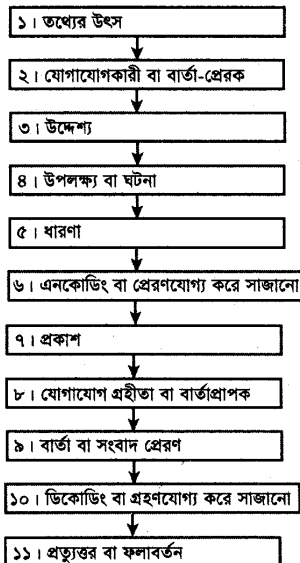 ১। তথ্যের উৎস
২। যোগাযোগকারী বা বার্তা-প্রেরক
৩। উদ্দেশ্য
৪। উপলক্ষ্য বা ঘটনা
৫। ধারণা
৬। এনকোডিং বা প্রেরণযোগ্য করে সাজানো
৭। প্রকাশ
৮। যোগাযোগ গ্রহীতা বা বার্তাপ্রাপক
৯। বার্তা বা সংবাদ প্রেরণ
১০। ডিকোডিং বা গ্রহণযোগ্য করে সাজানো
১১। প্রত্যুত্তর বা ফলাবর্তন